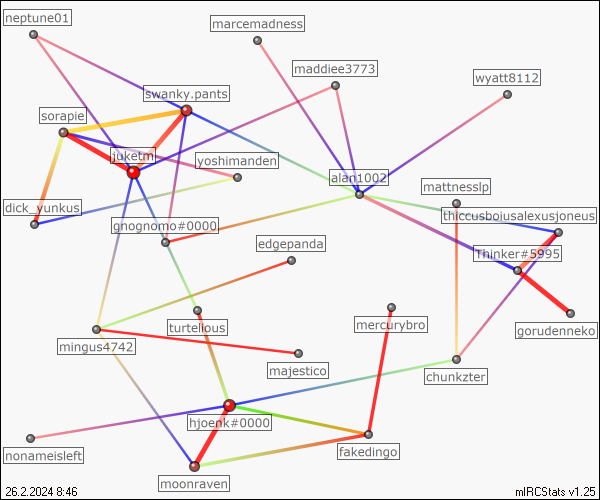 neptune01
marcemadness
maddiee3773
wyatt8112
swanky.pants
sorapie
juketm
yoshimanden
alan1002
mattnesslp
dick_yunkus
thiccusboiusalexusjoneus
gnognomo#0000
edgepanda
Thinker#5995
turtelious
mercurybro
gorudenneko
mingus4742
majestico
chunkzter
hjoenk#0000
nonameisleft
fakedingo
moonraven
26.2.2024 8:46
mIRCStats v1.25